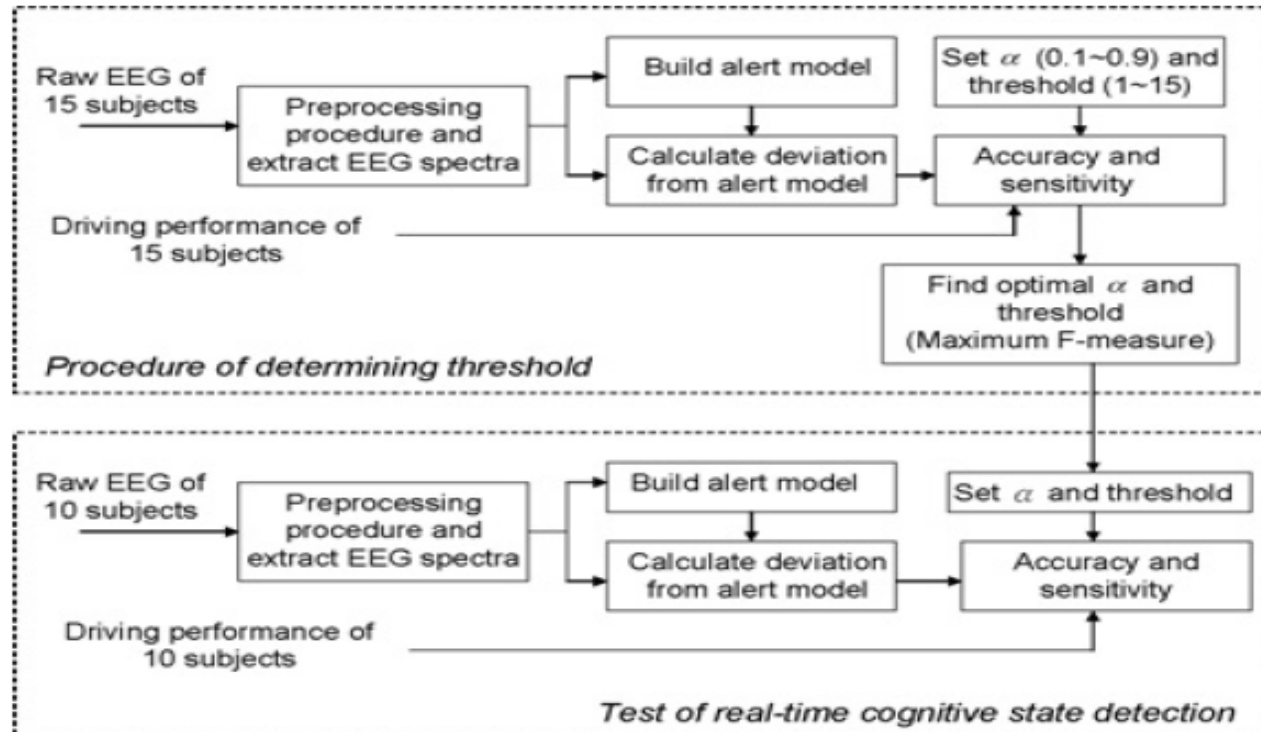 Raw EEG of
15 subjects
Preprocessing
procedure and
extract EEG spectra
Build alert model
Calculate deviation
from alert model
Set α (0.1~0.9) and
threshold (1~15)
Accuracy and
sensitivity
Driving performance of
15 subjects
Find optimal α and
threshold
(Maximum F-measure)
Procedure of determining threshold
Raw EEG of
10 subjects
Preprocessing
procedure and
extract EEG spectra
Build alert model
Calculate deviation
from alert model
Set α and threshold
Accuracy and
sensitivity
Driving performance of
10 subjects
Test of real-time cognitive state detection